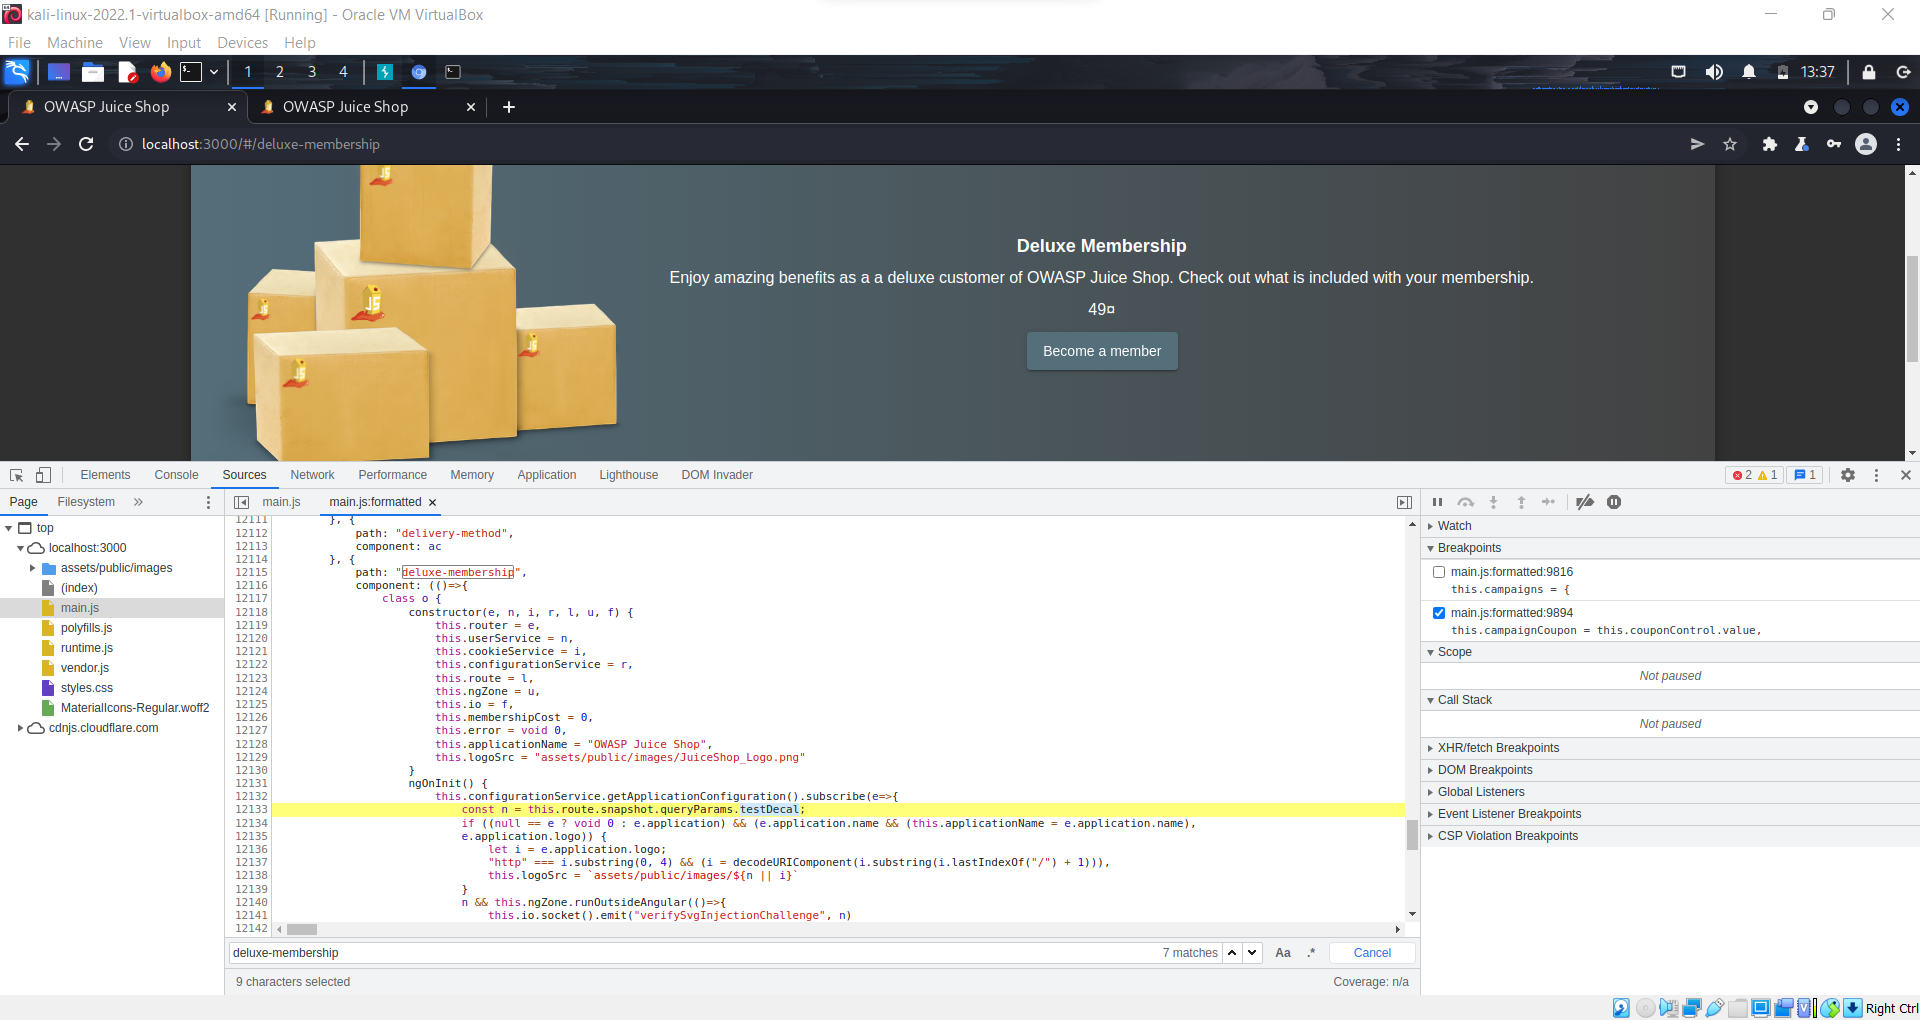 kali-linux-2022.1-virtualbox-amd64 [Running] - Oracle VM VirtualBox
File Machine View Input Devices Help
1 2 3 4 13:37
OWASP Juice Shop OWASP Juice Shop
localhost:3000/#/deluxe-membership
Deluxe Membership
Enjoy amazing benefits as a a deluxe customer of OWASP Juice Shop. Check out what is included with your membership.
49¤
Become a member
Elements Console Sources Network Performance Memory Application Lighthouse DOM Invader 2 1 1
Page Filesystem » main.js main.js:formatted
top
localhost:3000
assets/public/images
(index)
main.js
polyfills.js
runtime.js
vendor.js
styles.css
MaterialIcons-Regular.woff2
cdnjs.cloudflare.com
12111 }, {
12112 path: "delivery-method",
12113 component: ac
12114 }, {
12115 path: "deluxe-membership",
12116 component: (()=>{
12117 class o {
12118 constructor(e, n, i, r, l, u, f) {
12119 this.router = e,
12120 this.userService = n,
12121 this.cookieService = i,
12122 this.configurationService = r,
12123 this.route = l,
12124 this.ngZone = u,
12125 this.io = f,
12126 this.membershipCost = 0,
12127 this.error = void 0,
12128 this.applicationName = "OWASP Juice Shop",
12129 this.logoSrc = "assets/public/images/JuiceShop_Logo.png"
12130 }
12131 ngOnInit() {
12132 this.configurationService.getApplicationConfiguration().subscribe(e=>{
12133 const n = this.route.snapshot.queryParams.testDecal;
12134 if ((null == e ? void 0 : e.application) && (e.application.name && (this.applicationName = e.application.name),
12135 e.application.logo)) {
12136 let i = e.application.logo;
12137 "http" === i.substring(0, 4) && (i = decodeURIComponent(i.substring(i.lastIndexOf("/") + 1))),
12138 this.logoSrc = `assets/public/images/${n || i}`
12139 }
12140 n && this.ngZone.runOutsideAngular(()=>{
12141 this.io.socket().emit("verifySvgInjectionChallenge", n)
12142
deluxe-membership 7 matches Aa .* Cancel
9 characters selected Coverage: n/a
Watch
Breakpoints
main.js:formatted:9816
this.campaigns = {
main.js:formatted:9894
this.campaignCoupon = this.couponControl.value,
Scope
Not paused
Call Stack
Not paused
XHR/fetch Breakpoints
DOM Breakpoints
Global Listeners
Event Listener Breakpoints
CSP Violation Breakpoints
Right Ctrl